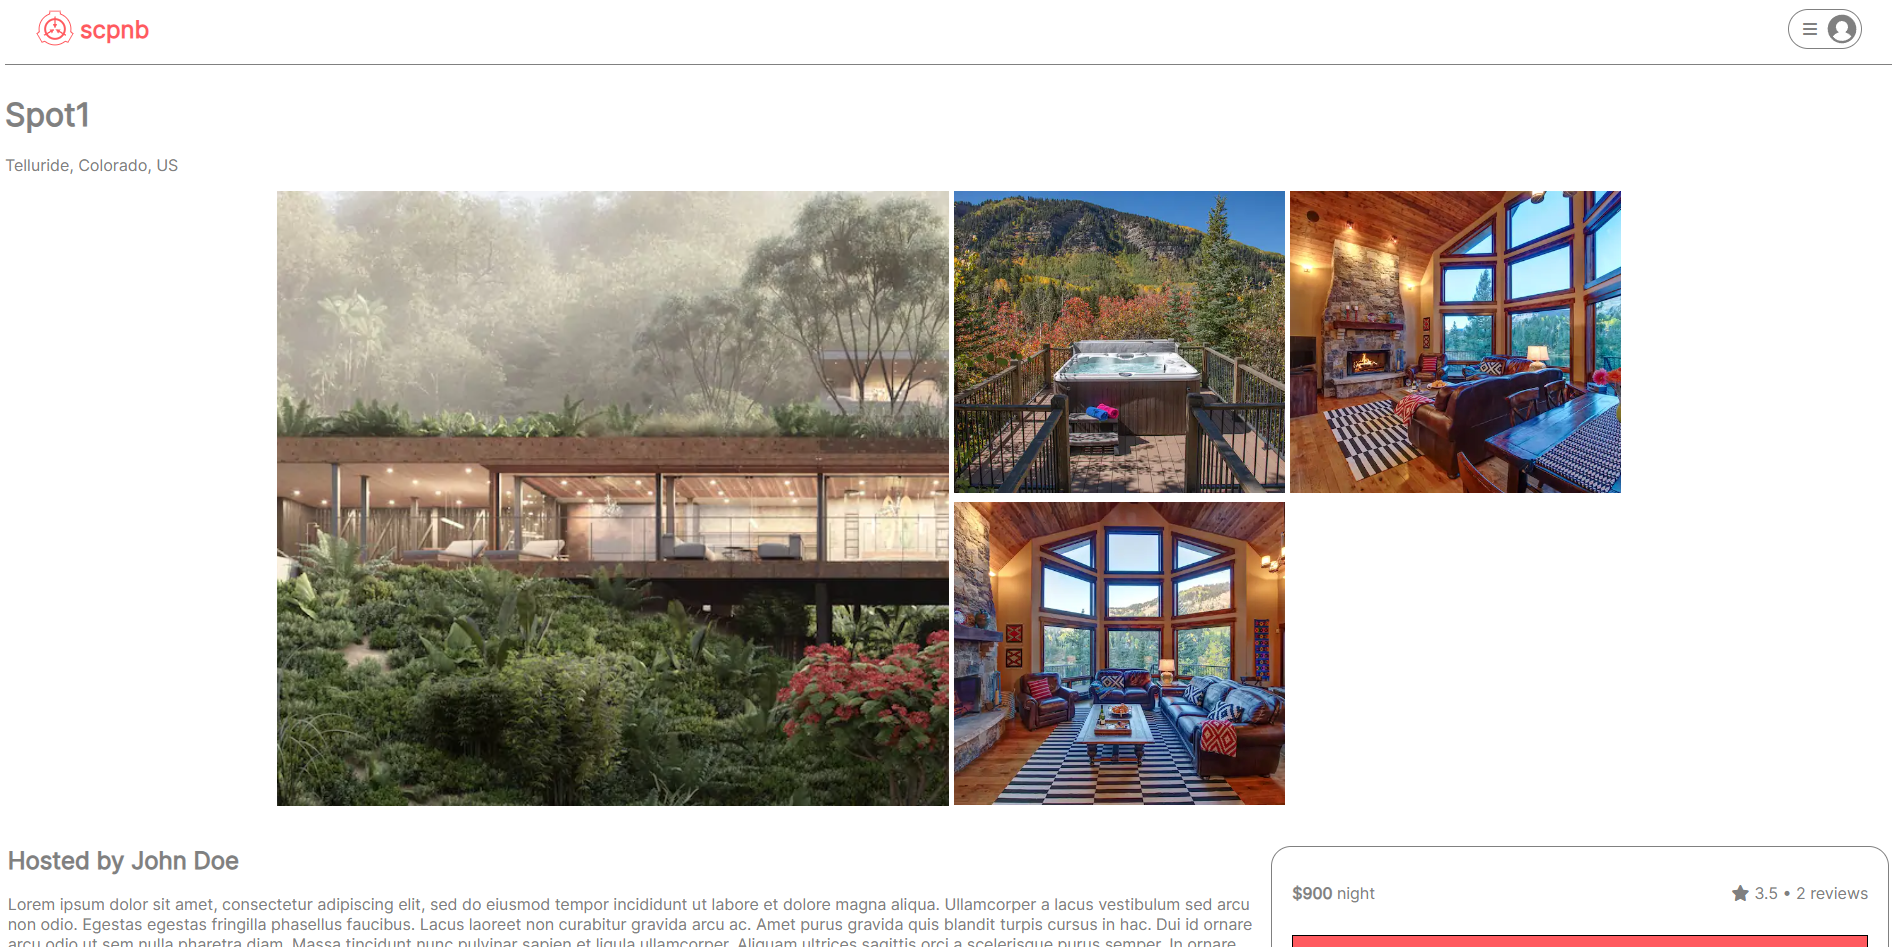 scpnb
Spot1
Telluride, Colorado, US
Hosted by John Doe
Lorem ipsum dolor sit amet, consectetur adipiscing elit, sed do eiusmod tempor incididunt ut labore et dolore magna aliqua. Ullamcorper a lacus vestibulum sed arcu
non odio. Egestas egestas fringilla phasellus faucibus. Lacus laoreet non curabitur gravida arcu ac. Amet purus gravida quis blandit turpis cursus in hac. Dui id ornare
arcu odio ut sem nulla pharetra diam. Massa tincidunt nunc pulvinar sapien et ligula ullamcorper. Aliquam ultrices sagittis orci a scelerisque purus semper. In ornare
$900 night
3.5 • 2 reviews